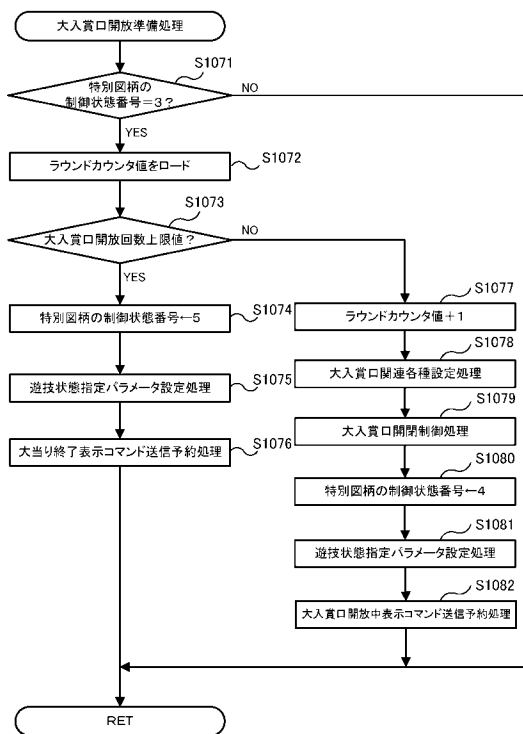 大入賞口開放準備処理
S1071
特別図柄の
制御状態番号=3?
NO
YES
ラウンドカウンタ値をロード
S1072
S1073
大入賞口開放回数上限値?
NO
YES
特別図柄の制御状態番号←5
S1074
遊技状態指定パラメータ設定処理
S1075
大当り終了表示コマンド送信予約処理
S1076
S1077
ラウンドカウンタ値+1
S1078
大入賞口関連各種設定処理
S1079
大入賞口開閉制御処理
S1080
特別図柄の制御状態番号←4
S1081
遊技状態指定パラメータ設定処理
S1082
大入賞口開放中表示コマンド送信予約処理
RET